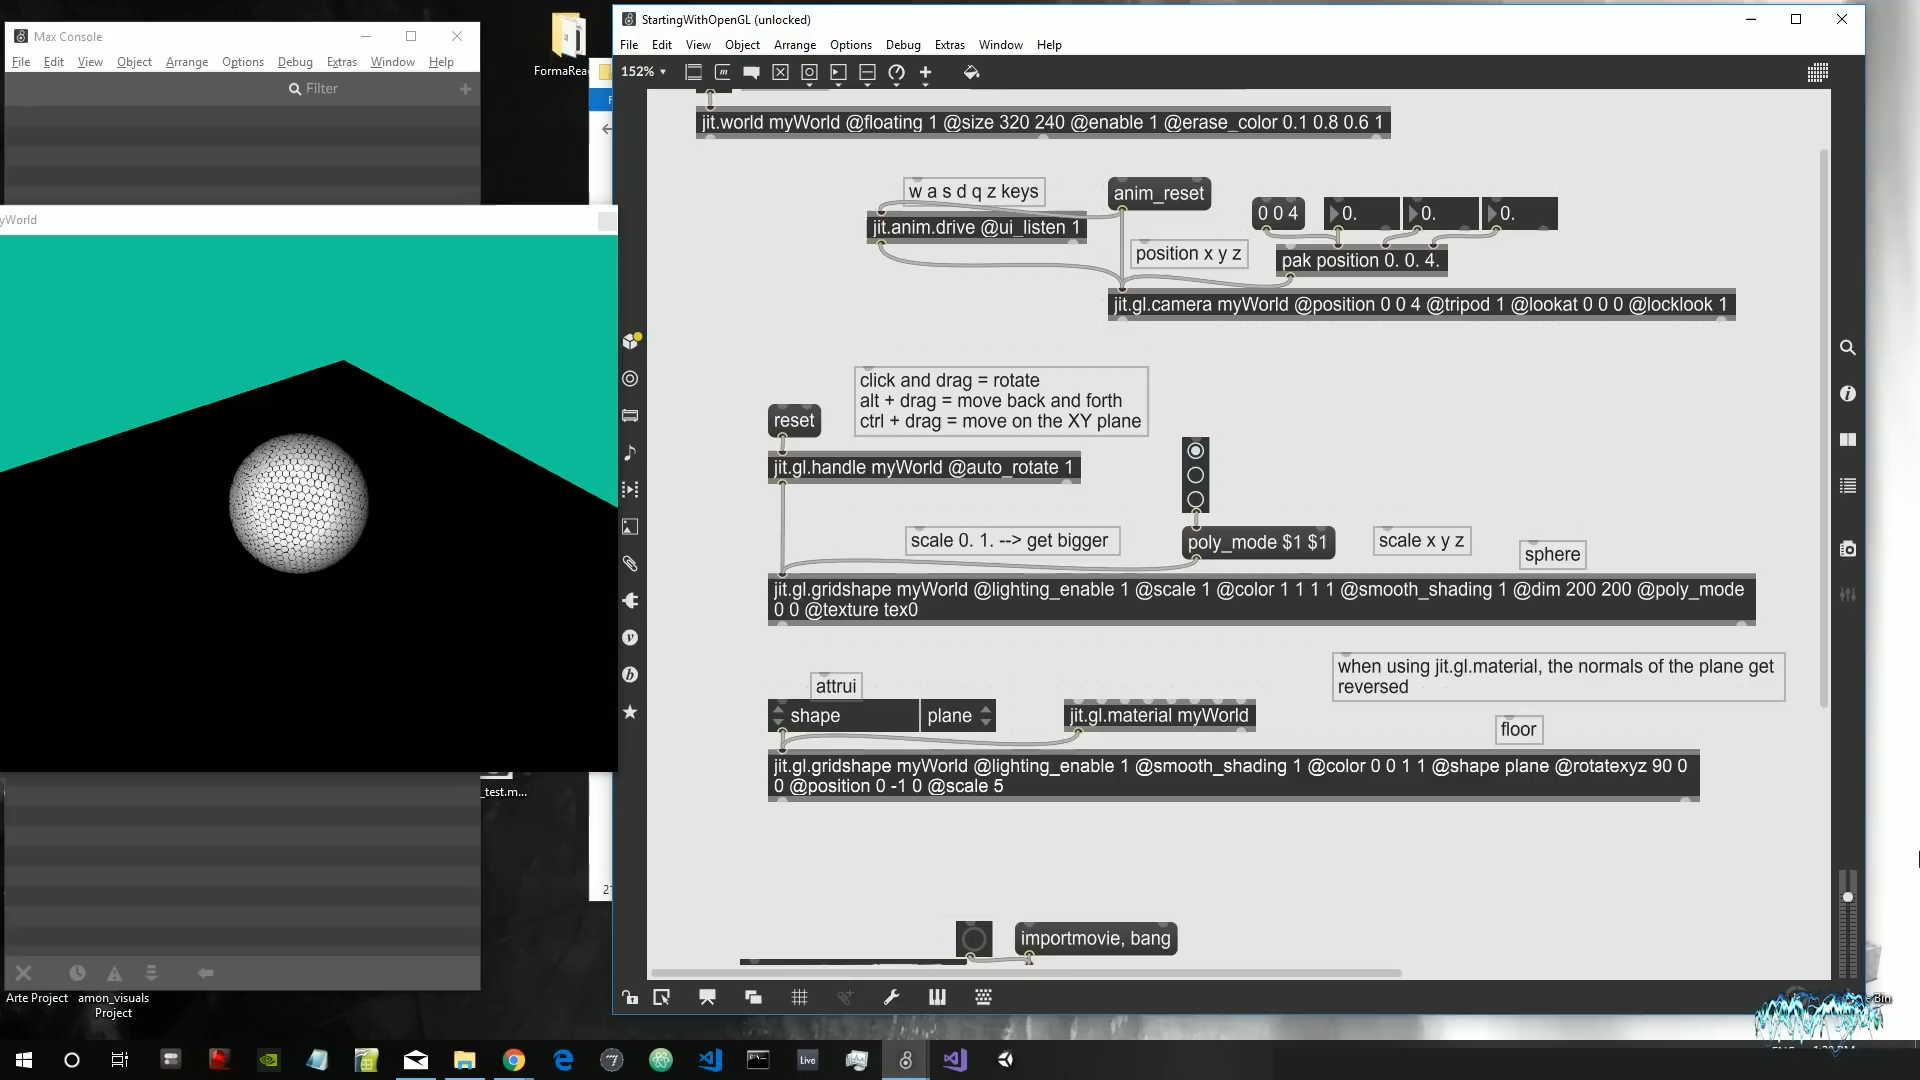 Max Console
File Edit View Object Arrange Options Debug Extras Window Help
Filter
yWorld
FormaRea
_test.m...
Arte Project
amon_visuals
Project
StartingWithOpenGL (unlocked)
File Edit View Object Arrange Options Debug Extras Window Help
152%
jit.world myWorld @floating 1 @size 320 240 @enable 1 @erase_color 0.1 0.8 0.6 1
w a s d q z keys
anim_reset
0 0 4
0.
0.
0.
jit.anim.drive @ui_listen 1
position x y z
pak position 0. 0. 4.
jit.gl.camera myWorld @position 0 0 4 @tripod 1 @lookat 0 0 0 @locklook 1
click and drag = rotate
alt + drag = move back and forth
ctrl + drag = move on the XY plane
reset
jit.gl.handle myWorld @auto_rotate 1
scale 0. 1. --> get bigger
poly_mode $1 $1
scale x y z
sphere
jit.gl.gridshape myWorld @lighting_enable 1 @scale 1 @color 1 1 1 1 @smooth_shading 1 @dim 200 200 @poly_mode
0 0 @texture tex0
when using jit.gl.material, the normals of the plane get
reversed
attrui
shape
plane
jit.gl.material myWorld
floor
jit.gl.gridshape myWorld @lighting_enable 1 @smooth_shading 1 @color 0 0 1 1 @shape plane @rotatexyz 90 0
0 @position 0 -1 0 @scale 5
importmovie, bang
Bin
Live